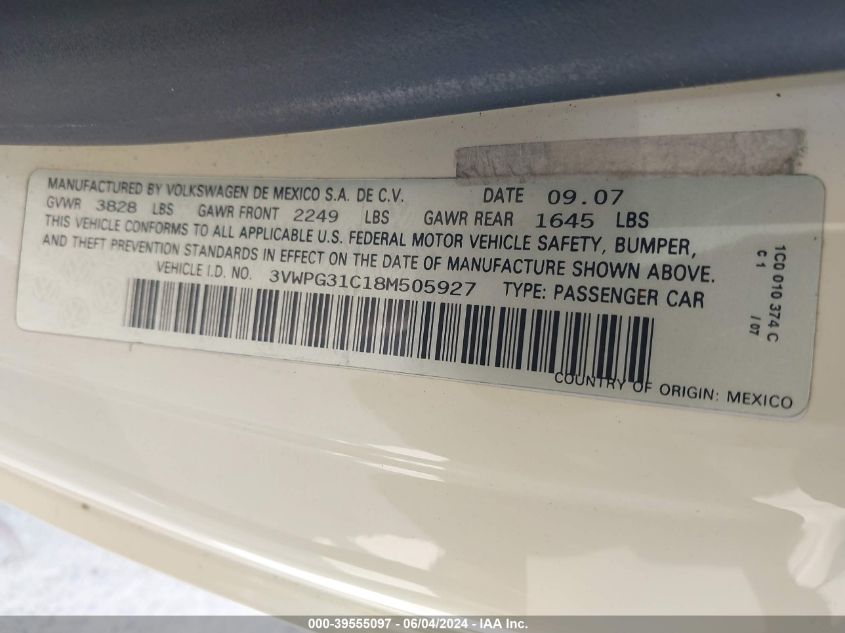 MANUFACTURED BY VOLKSWAGEN DE MEXICO S.A. DE C.V. DATE 09.07
GVWR 3828 LBS GAWR FRONT 2249 LBS GAWR REAR 1645 LBS
THIS VEHICLE CONFORMS TO ALL APPLICABLE U.S. FEDERAL MOTOR VEHICLE SAFETY, BUMPER,
AND THEFT PREVENTION STANDARDS IN EFFECT ON THE DATE OF MANUFACTURE SHOWN ABOVE.
VEHICLE I.D. NO. 3VWPG31C18M505927 TYPE: PASSENGER CAR
COUNTRY OF ORIGIN: MEXICO
1C0 010 374 C
C 1 / 07
000-39555097 - 06/04/2024 - IAA Inc.